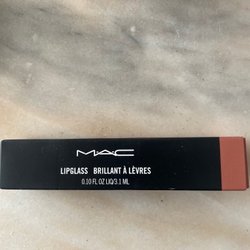 MAC
LIPGLASS BRILLANT À LÈVRES
0.10 FL OZ LIQ/3.1 ML